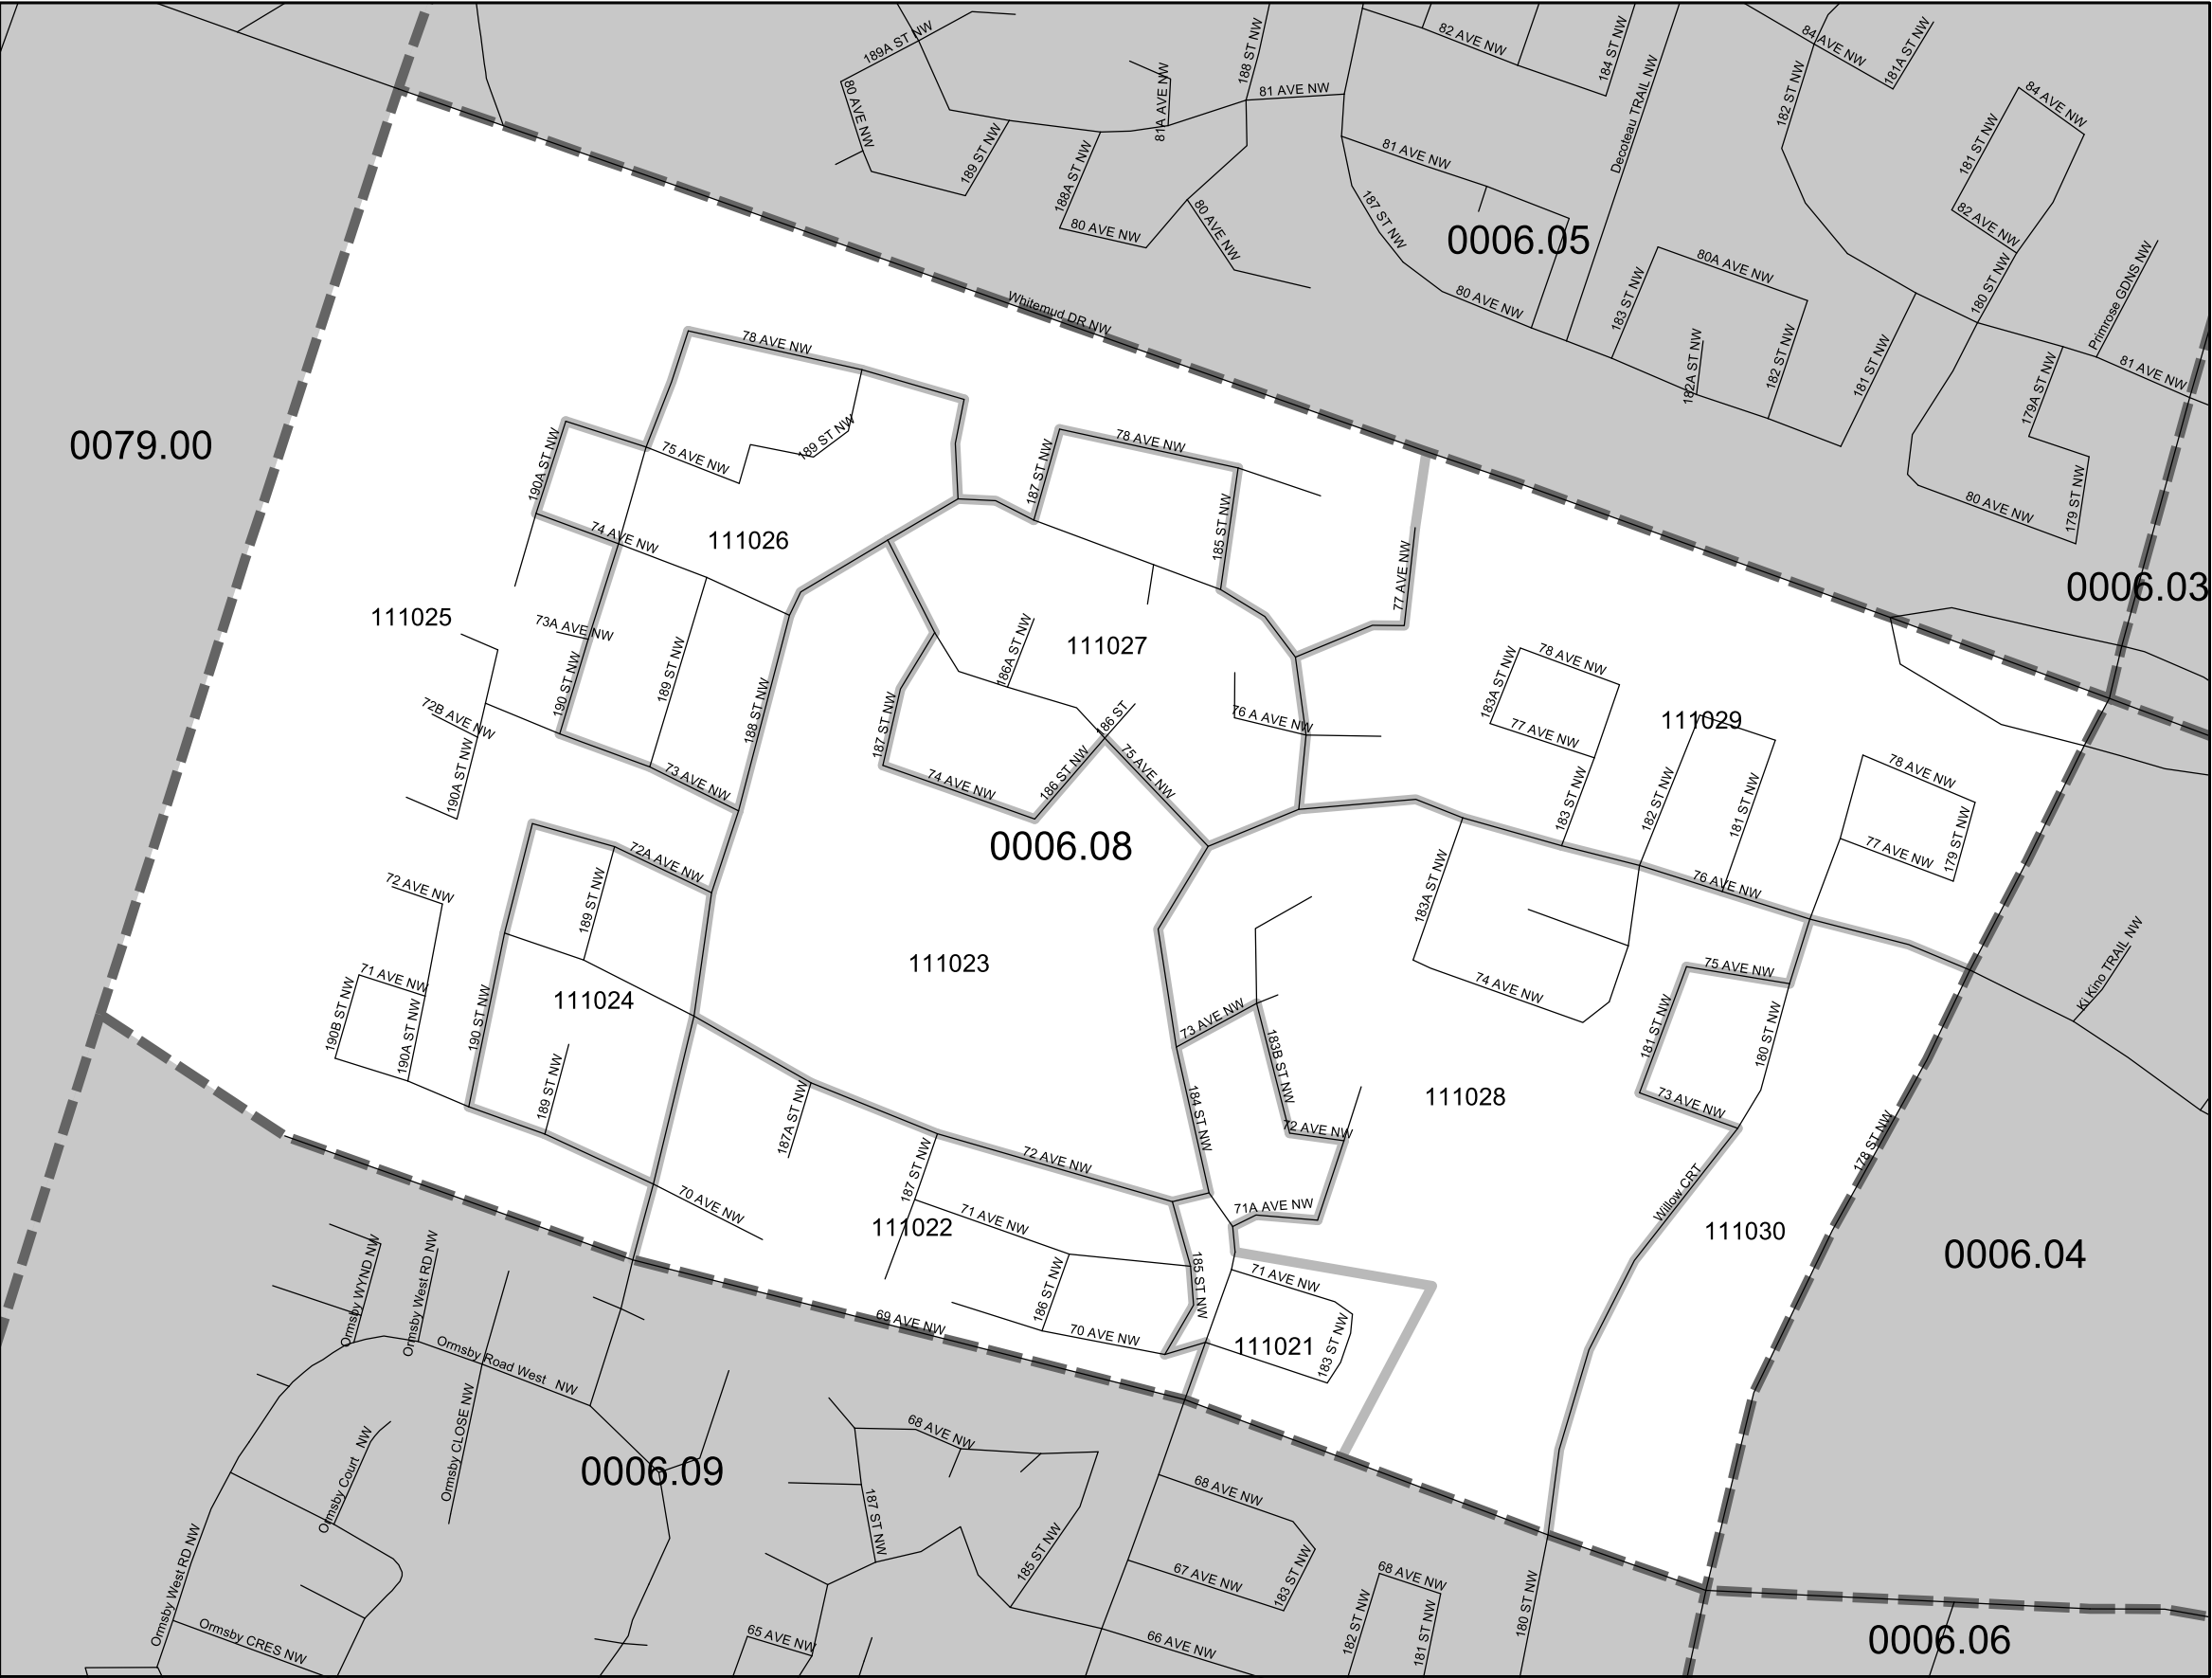 189A ST NW
188 ST NW
82 AVE NW
184 ST NW
84 AVE NW
181A ST NW
80 AVE NW
81A AVE NW
81 AVE NW
Decoteau TRAIL NW
182 ST NW
84 AVE NW
189 ST NW
188A ST NW
81 AVE NW
181 ST NW
80 AVE NW
80 AVE NW
187 ST NW
0006.05
82 AVE NW
80A AVE NW
180 ST NW
Primrose GDNS NW
Whitemud DR NW
80 AVE NW
183 ST NW
182A ST NW
182 ST NW
181 ST NW
179A ST NW
81 AVE NW
78 AVE NW
0079.00
190A ST NW
75 AVE NW
189 ST NW
187 ST NW
78 AVE NW
80 AVE NW
179 ST NW
74 AVE NW
111026
185 ST NW
77 AVE NW
0006.03
111025
73A AVE NW
190 ST NW
189 ST NW
188 ST NW
186A ST NW
111027
183A ST NW
78 AVE NW
72B AVE NW
187 ST NW
186 ST
76 A AVE NW
77 AVE NW
111029
190A ST NW
73 AVE NW
74 AVE NW
186 ST NW
75 AVE NW
183 ST NW
182 ST NW
181 ST NW
78 AVE NW
0006.08
77 AVE NW
179 ST NW
72A AVE NW
72 AVE NW
189 ST NW
183A ST NW
76 AVE NW
111023
71 AVE NW
190B ST NW
190A ST NW
190 ST NW
111024
74 AVE NW
75 AVE NW
Ki Kino TRAIL NW
73 AVE NW
181 ST NW
180 ST NW
189 ST NW
187A ST NW
183B ST NW
111028
73 AVE NW
184 ST NW
72 AVE NW
178 ST NW
72 AVE NW
187 ST NW
70 AVE NW
71 AVE NW
111022
71A AVE NW
Willow CRT
111030
0006.04
Ormsby WYND NW
Ormsby West RD NW
185 ST NW
71 AVE NW
186 ST NW
69 AVE NW
70 AVE NW
111021
183 ST NW
Ormsby Road West NW
Ormsby CLOSE NW
Ormsby Court NW
68 AVE NW
0006.09
68 AVE NW
187 ST NW
185 ST NW
67 AVE NW
183 ST NW
68 AVE NW
Ormsby West RD NW
Ormsby CRES NW
65 AVE NW
66 AVE NW
182 ST NW
181 ST NW
180 ST NW
0006.06